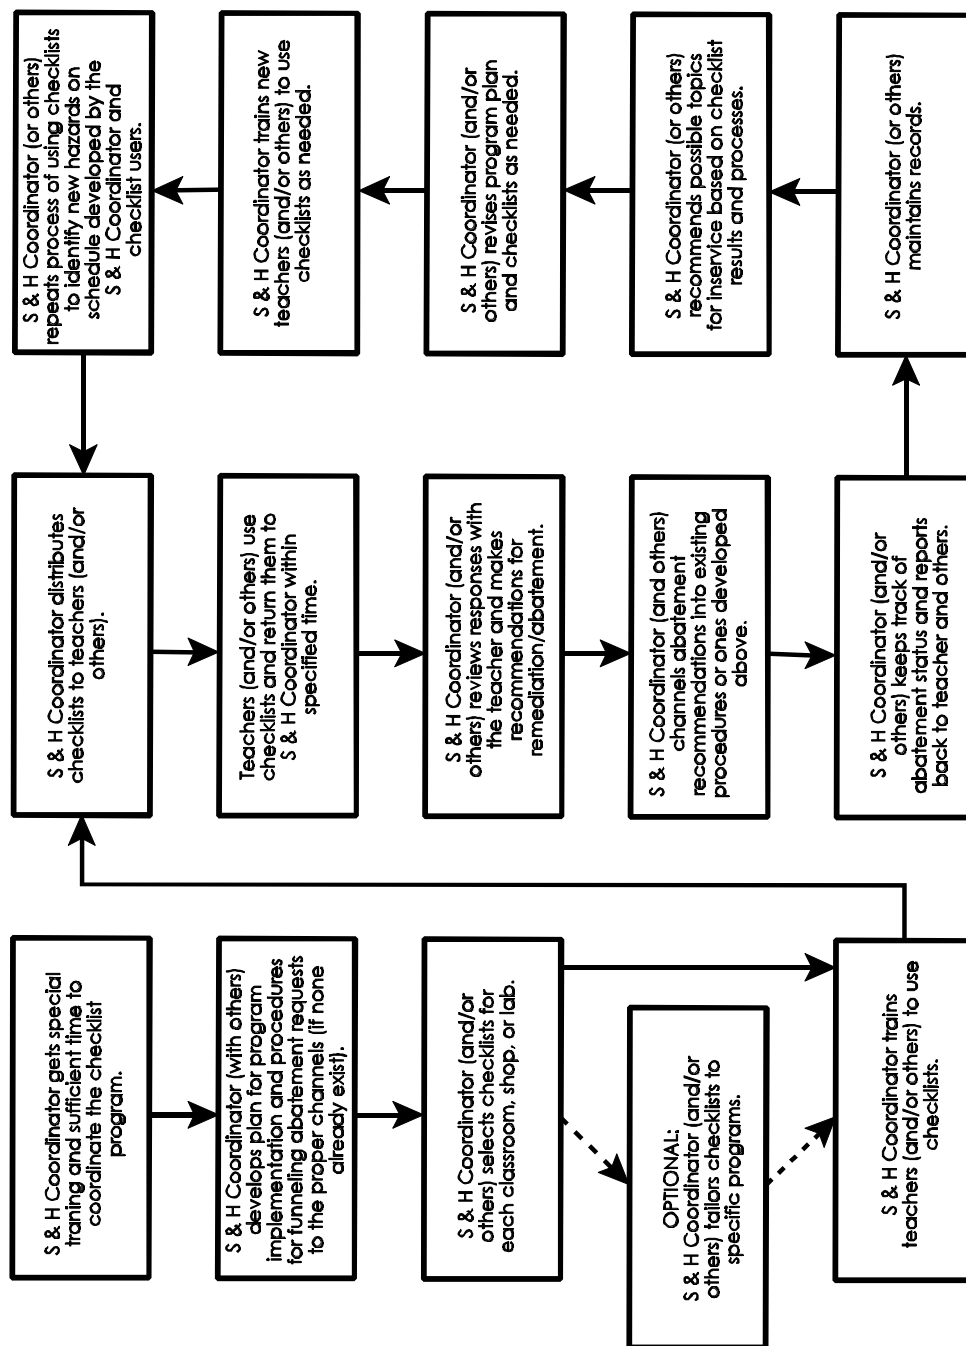 S & H Coordinator gets special
traning and sufficient time to
coordinate the checklist
program.
S & H Coordinator (with others)
develops plan for program
implementation and procedures
for funneling abatement requests
to the proper channels (if none
already exist).
S & H Coordinator (and/or
others) selects checklists for
each classroom, shop, or lab.
OPTIONAL:
S & H Coordinator (and/or
others) tailors checklists to
specific programs.
S & H Coordinator trains
teachers (and/or others) to use
checklists.
S & H Coordinator distributes
checklists to teachers (and/or
others).
Teachers (and/or others) use
checklists and return them to
S & H Coordinator within
specified time.
S & H Coordinator (and/or
others) reviews responses with
the teacher and makes
recommendations for
remediation/abatement.
S & H Coordinator (and others)
channels abatement
recommendations into existing
procedures or ones developed
above.
S & H Coordinator (and/or
others) keeps track of
abatement status and reports
back to teacher and others.
S & H Coordinator (or others)
maintains records.
S & H Coordinator (or others)
recommends possible topics
for inservice based on checklist
results and processes.
S & H Coordinator (and/or
others) revises program plan
and checklists as needed.
S & H Coordinator trains new
teachers (and/or others) to use
checklists as needed.
S & H Coordinator (or others)
repeats process of using checklists
to identify new hazards on
schedule developed by the
S & H Coordinator and
checklist users.